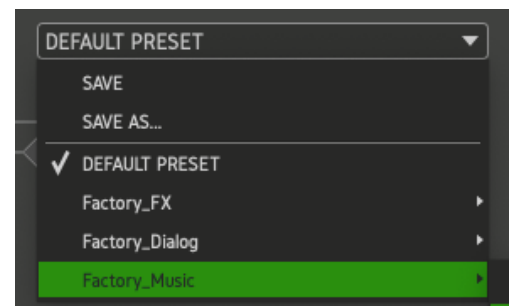 DEFAULT PRESET
SAVE
SAVE AS...
DEFAULT PRESET
Factory_FX
Factory_Dialog
Factory_Music